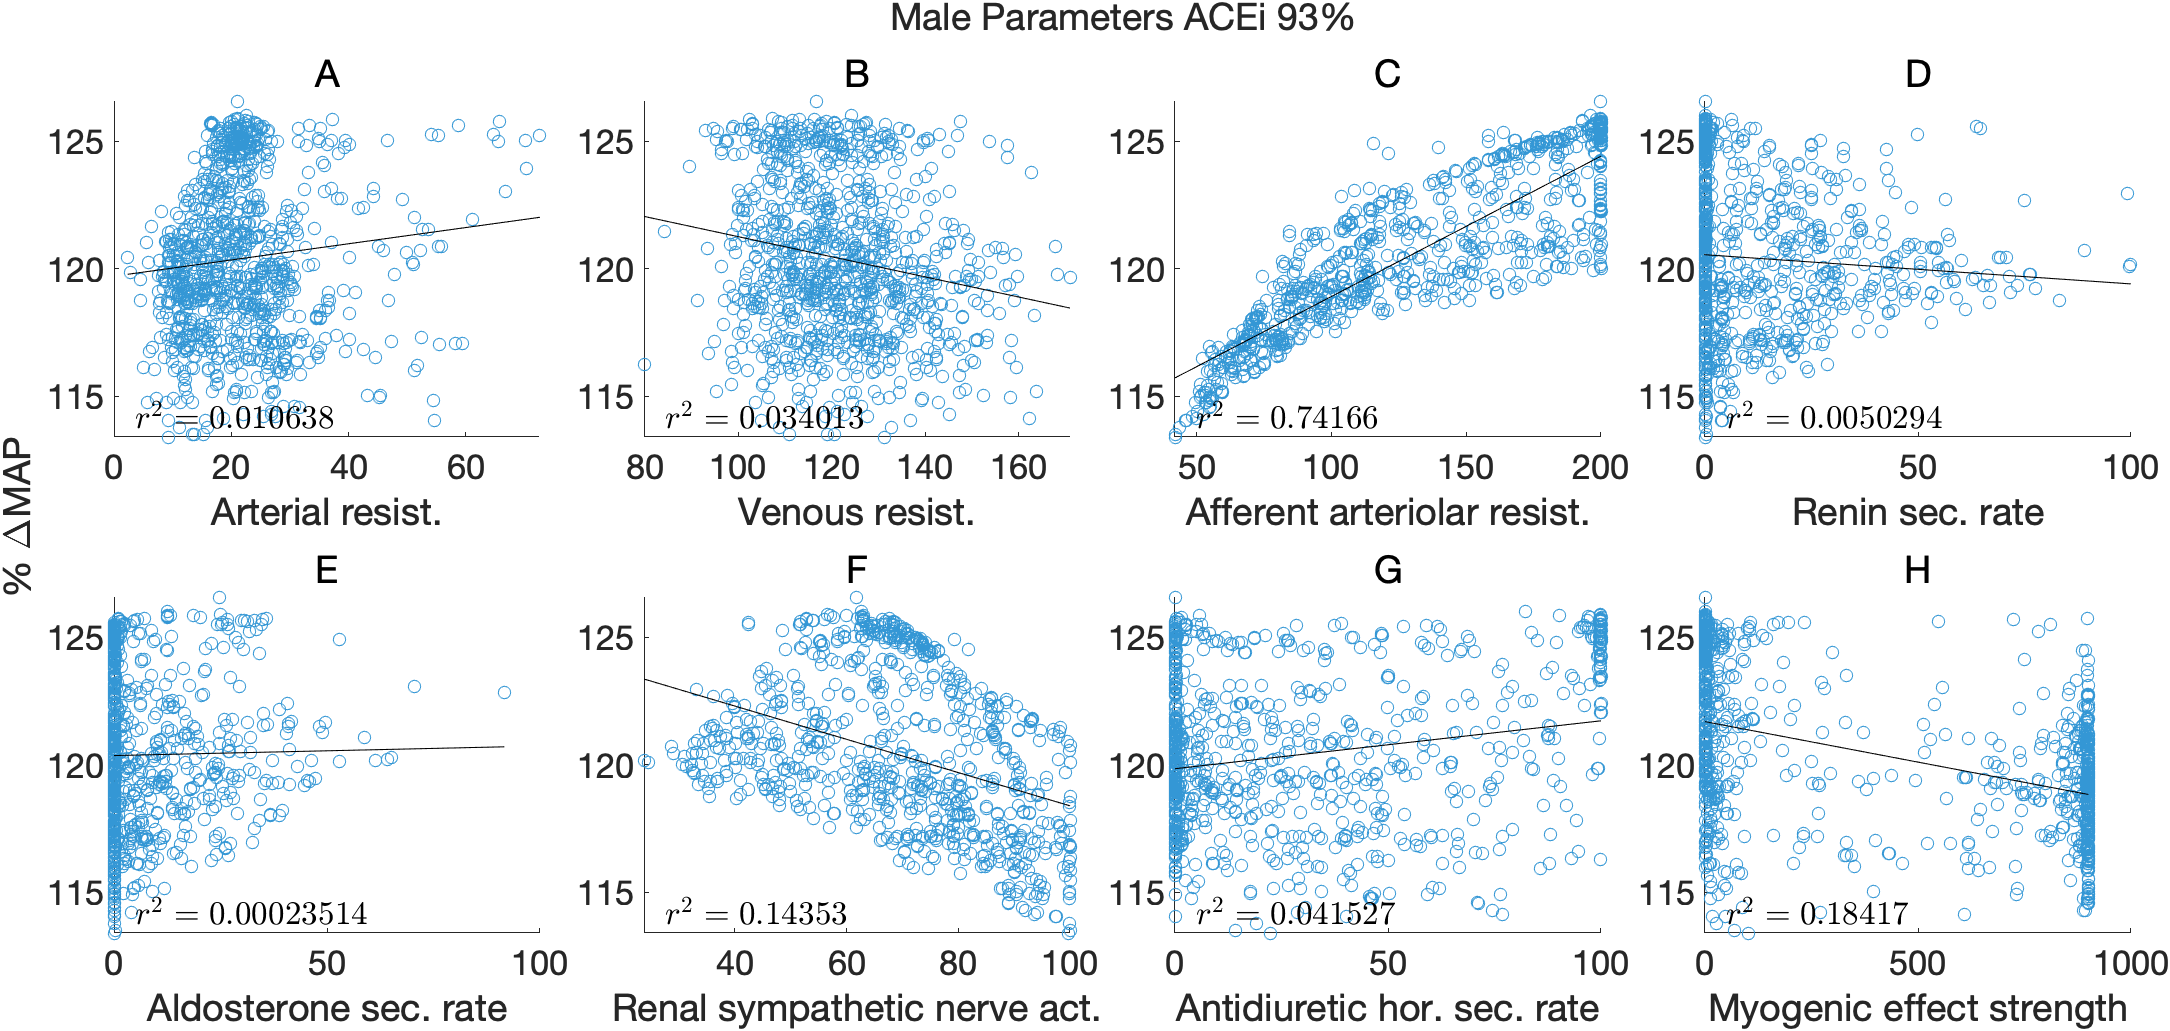 Male Parameters ACEi 93%
% ΔMAP
A
125
120
115
r² = 0.010638
0 20 40 60
Arterial resist.
B
125
120
115
r² = 0.034013
80 100 120 140 160
Venous resist.
C
125
120
115
r² = 0.74166
50 100 150 200
Afferent arteriolar resist.
D
125
120
115
r² = 0.0050294
0 50 100
Renin sec. rate
E
125
120
115
r² = 0.00023514
0 50 100
Aldosterone sec. rate
F
125
120
115
r² = 0.14353
40 60 80 100
Renal sympathetic nerve act.
G
125
120
115
r² = 0.041527
0 50 100
Antidiuretic hor. sec. rate
H
125
120
115
r² = 0.18417
0 500 1000
Myogenic effect strength